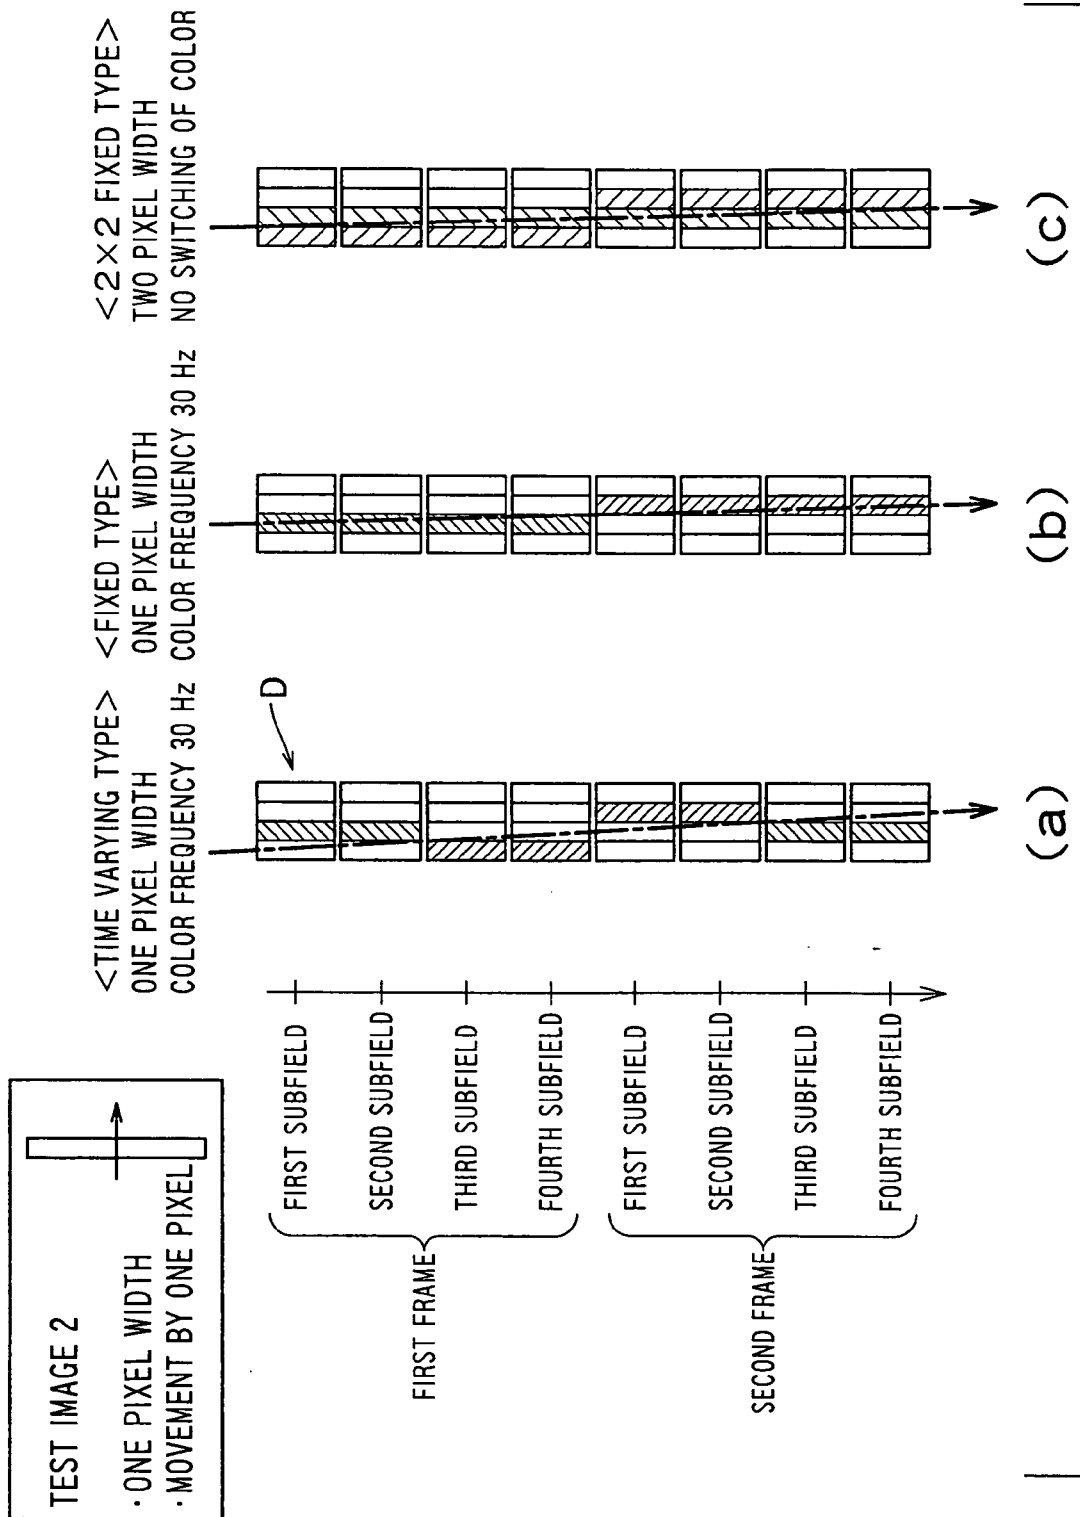 TEST IMAGE 2
· ONE PIXEL WIDTH
· MOVEMENT BY ONE PIXEL
<TIME VARYING TYPE>
ONE PIXEL WIDTH
COLOR FREQUENCY 30 Hz
<FIXED TYPE>
ONE PIXEL WIDTH
COLOR FREQUENCY 30 Hz
<2×2 FIXED TYPE>
TWO PIXEL WIDTH
NO SWITCHING OF COLOR
D
FIRST FRAME
FIRST SUBFIELD
SECOND SUBFIELD
THIRD SUBFIELD
FOURTH SUBFIELD
SECOND FRAME
FIRST SUBFIELD
SECOND SUBFIELD
THIRD SUBFIELD
FOURTH SUBFIELD
(a)
(b)
(c)